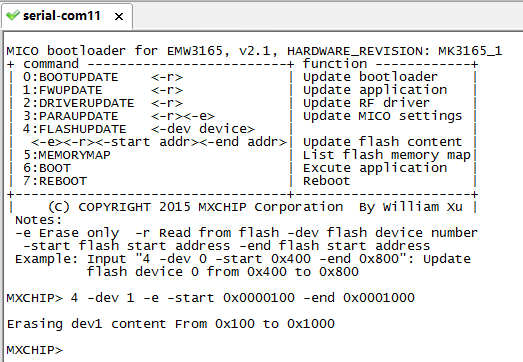 serial-com11
MICO bootloader for EMW3165, v2.1, HARDWARE_REVISION: MK3165_1
+ command --------------------------+ function ------------+
| 0:BOOTUPDATE    <-r>              | Update bootloader    |
| 1:FWUPDATE      <-r>              | Update application   |
| 2:DRIVERUPDATE  <-r>              | Update RF driver     |
| 3:PARAUPDATE    <-r><-e>          | Update MICO settings |
| 4:FLASHUPDATE   <-dev device>     |
|  <-e><-r><-start addr><-end addr>| Update flash content |
| 5:MEMORYMAP                       | List flash memory map|
| 6:BOOT                            | Excute application   |
| 7:REBOOT                          | Reboot               |
+-----------------------------------+----------------------+
|    (C) COPYRIGHT 2015 MXCHIP Corporation  By William Xu |
Notes:
-e Erase only  -r Read from flash -dev flash device number
-start flash start address -end flash start address
Example: Input "4 -dev 0 -start 0x400 -end 0x800": Update
flash device 0 from 0x400 to 0x800
MXCHIP> 4 -dev 1 -e -start 0x0000100 -end 0x0001000
Erasing dev1 content From 0x100 to 0x1000
MXCHIP>